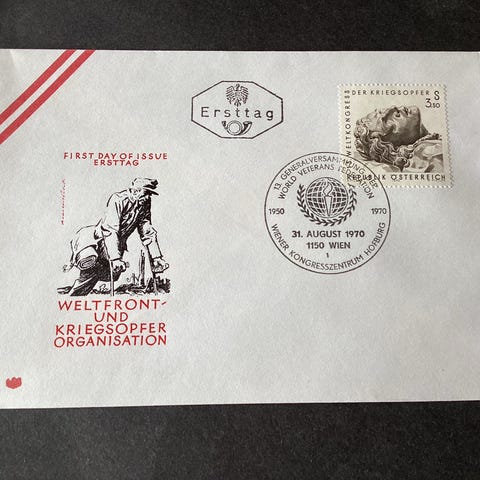 Ersttag
WELTKONGRESS DER KRIEGSOPFER
S
3.50
REPUBLIK ÖSTERREICH
FIRST DAY OF ISSUE
ERSTTAG
WELTFRONT-
UND
KRIEGSOPFER
ORGANISATION
13. GENERALVERSAMMLUNG DER
WORLD VETERANS FEDERATION
1950 1970
31. AUGUST 1970
1150 WIEN
1
WIENER KONGRESSZENTRUM HOFBURG